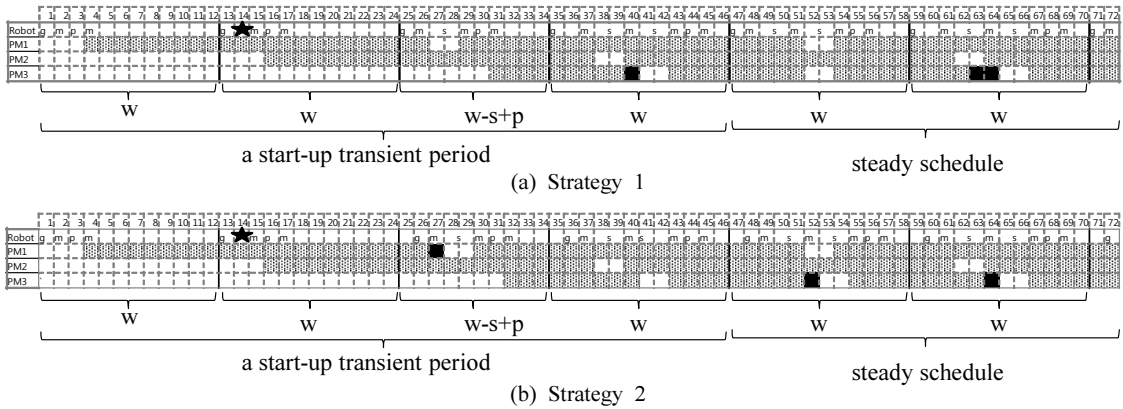 1 2 3 4 5 6 7 8 9 10 11 12 13 14 15 16 17 18 19 20 21 22 23 24 25 26 27 28 29 30 31 32 33 34 35 36 37 38 39 40 41 42 43 44 45 46 47 48 49 50 51 52 53 54 55 56 57 58 59 60 61 62 63 64 65 66 67 68 69 70 71 72
Robot g m p m g m p m g m s m p m g m s m s m p m g m s m s m p m g m s m s m p m g m
PM1
PM2
PM3
w w w-s+p w w w
a start-up transient period steady schedule
(a) Strategy 1
1 2 3 4 5 6 7 8 9 10 11 12 13 14 15 16 17 18 19 20 21 22 23 24 25 26 27 28 29 30 31 32 33 34 35 36 37 38 39 40 41 42 43 44 45 46 47 48 49 50 51 52 53 54 55 56 57 58 59 60 61 62 63 64 65 66 67 68 69 70 71 72
Robot g m p m g m p m g m s m p m g m s m s m p m g m s m s m p m g m s m s m p m g
PM1
PM2
PM3
w w w-s+p w w w
a start-up transient period steady schedule
(b) Strategy 2